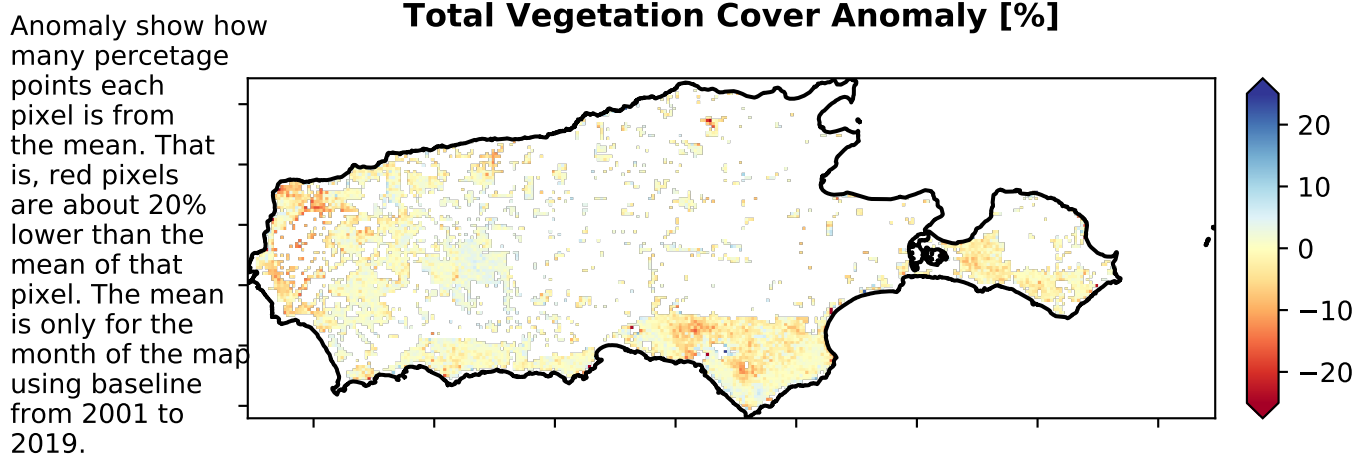 Total Vegetation Cover Anomaly [%]
Anomaly show how
many percetage
points each
pixel is from
the mean. That
is, red pixels
are about 20%
lower than the
mean of that
pixel. The mean
is only for the
month of the map
using baseline
from 2001 to
2019.
20
10
0
−10
−20